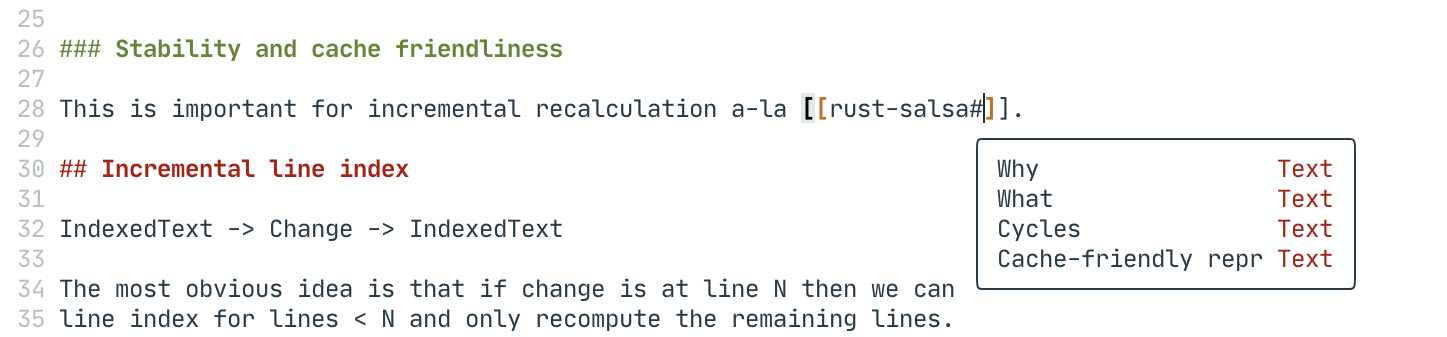 25
26 ### Stability and cache friendliness
27
28 This is important for incremental recalculation a-la [[rust-salsa#]].
29
30 ## Incremental line index
Why Text
31
What Text
32 IndexedText -> Change -> IndexedText
Cycles Text
33
Cache-friendly repr Text
34 The most obvious idea is that if change is at line N then we can
35 line index for lines < N and only recompute the remaining lines.